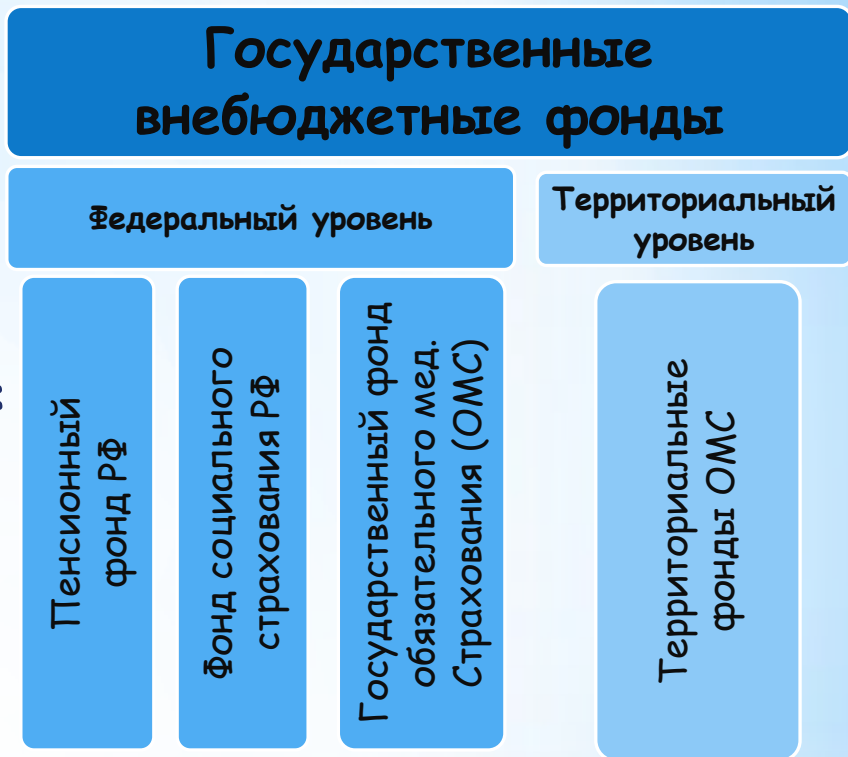 Государственные
внебюджетные фонды
Федеральный уровень
Территориальный
уровень
Пенсионный
фонд РФ
Фонд социального
страхования РФ
Государственный фонд
обязательного мед.
Страхования (ОМС)
Территориальные
фонды ОМС